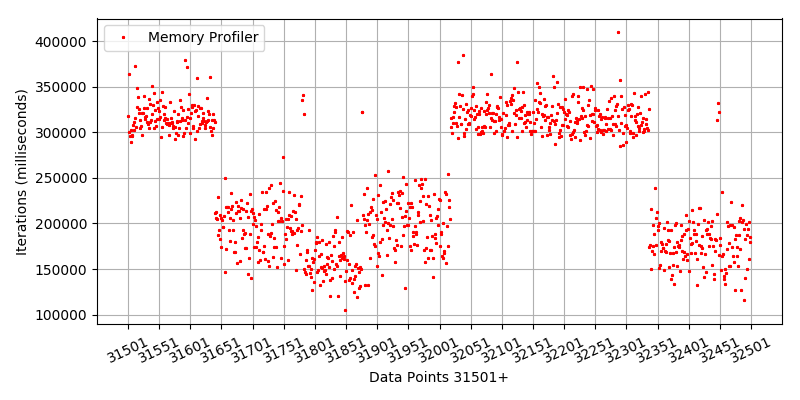 Memory Profiler
400000
350000
300000
250000
200000
150000
100000
Iterations (milliseconds)
31501 31551 31601 31651 31701 31751 31801 31851 31901 31951 32001 32051 32101 32151 32201 32251 32301 32351 32401 32451 32501
Data Points 31501+